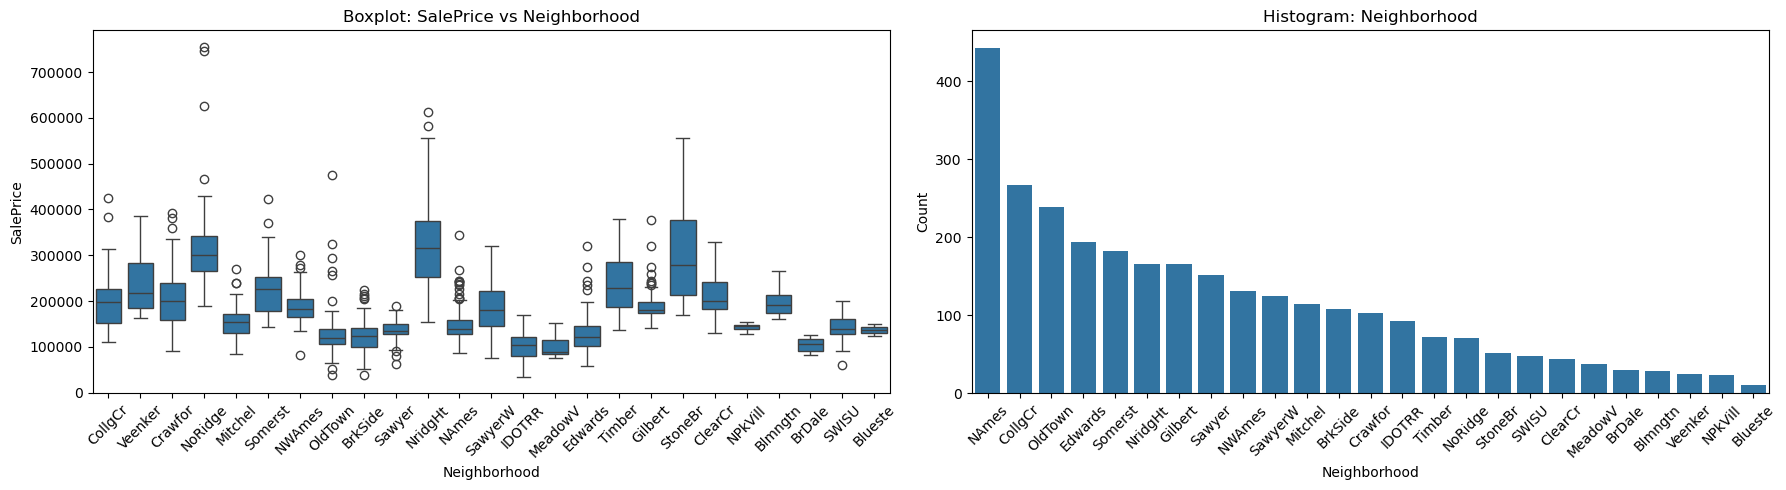 Boxplot: SalePrice vs Neighborhood
SalePrice
700000
600000
500000
400000
300000
200000
100000
0
CollgCr
Veenker
Crawfor
NoRidge
Mitchel
Somerst
NWAmes
OldTown
BrkSide
Sawyer
NridgHt
NAmes
SawyerW
IDOTRR
MeadowV
Edwards
Timber
Gilbert
StoneBr
ClearCr
NPkVill
Blmngtn
BrDale
SWISU
Blueste
Neighborhood
Histogram: Neighborhood
Count
400
300
200
100
0
NAmes
CollgCr
OldTown
Edwards
Somerst
NridgHt
Gilbert
Sawyer
NWAmes
SawyerW
Mitchel
BrkSide
Crawfor
IDOTRR
Timber
NoRidge
StoneBr
SWISU
ClearCr
MeadowV
BrDale
Blmngtn
Veenker
NPkVill
Blueste
Neighborhood